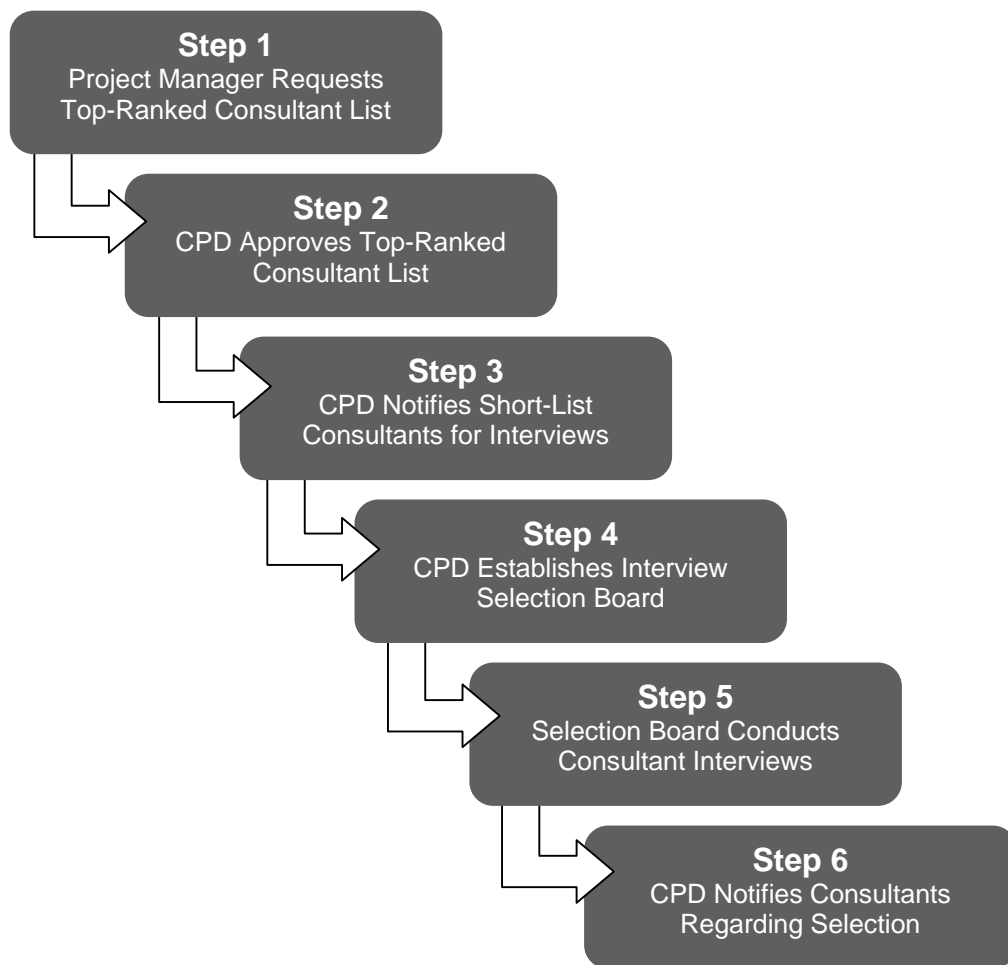 Step 1
Project Manager Requests
Top-Ranked Consultant List
Step 2
CPD Approves Top-Ranked
Consultant List
Step 3
CPD Notifies Short-List
Consultants for Interviews
Step 4
CPD Establishes Interview
Selection Board
Step 5
Selection Board Conducts
Consultant Interviews
Step 6
CPD Notifies Consultants
Regarding Selection